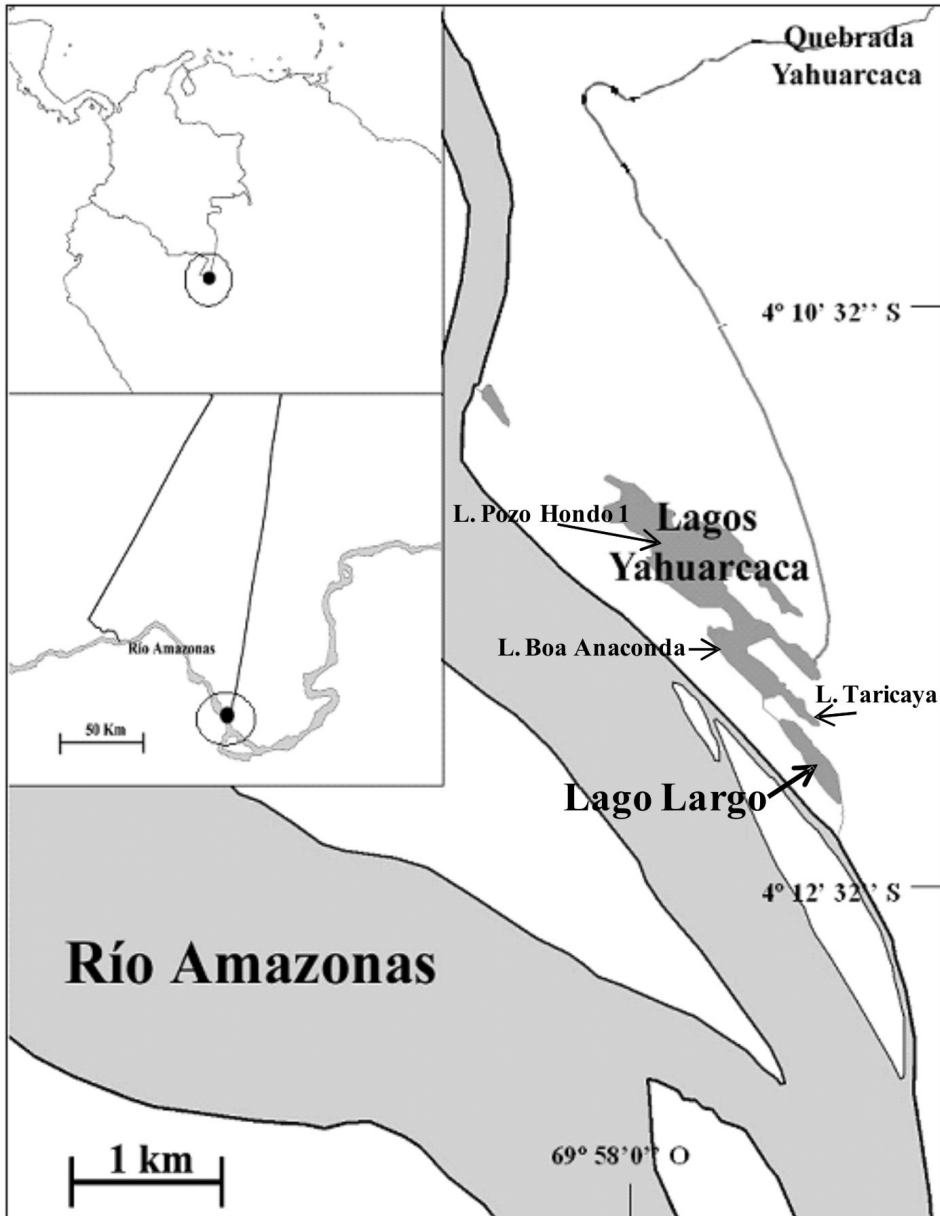 Quebrada
Yahuarcaca
4° 10’ 32’’ S
L. Pozo Hondo 1
Lagos
Yahuarcaca
L. Boa Anaconda
L. Taricaya
Lago Largo
4° 12’ 32’’ S
Río Amazonas
50 Km
Río Amazonas
69° 58’0’’ O
1 km